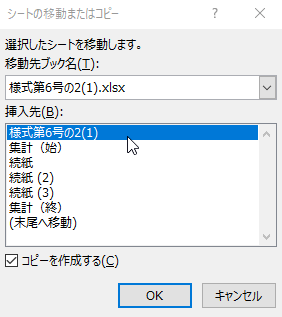 シートの移動またはコピー
選択したシートを移動します。
移動先ブック名(T):
様式第6号の2(1).xlsx
挿入先(B):
様式第6号の2(1)
集計（始）
続紙
続紙 (2)
続紙 (3)
集計（終）
(末尾へ移動)
コピーを作成する(C)
OK
キャンセル